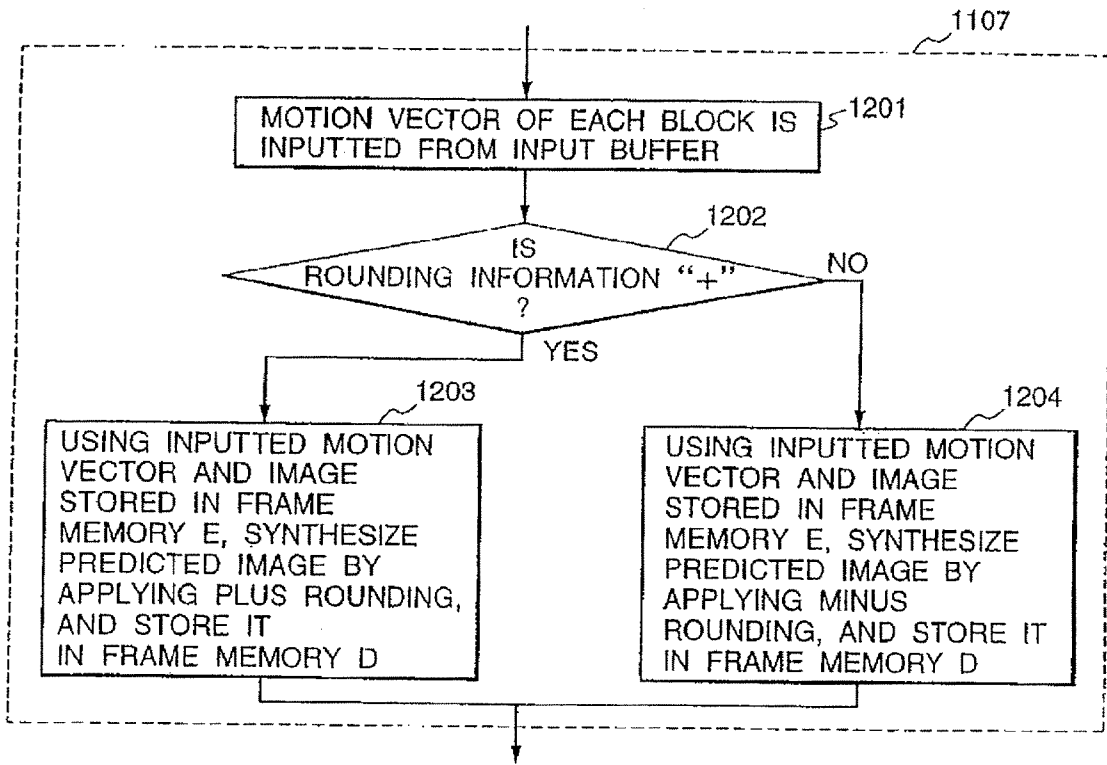 1107
1201
MOTION VECTOR OF EACH BLOCK IS
INPUTTED FROM INPUT BUFFER
1202
IS
ROUNDING INFORMATION “+”
?
NO
YES
1203
USING INPUTTED MOTION
VECTOR AND IMAGE
STORED IN FRAME
MEMORY E, SYNTHESIZE
PREDICTED IMAGE BY
APPLYING PLUS ROUNDING,
AND STORE IT
IN FRAME MEMORY D
1204
USING INPUTTED MOTION
VECTOR AND IMAGE
STORED IN FRAME
MEMORY E, SYNTHESIZE
PREDICTED IMAGE BY
APPLYING MINUS
ROUNDING, AND STORE IT
IN FRAME MEMORY D